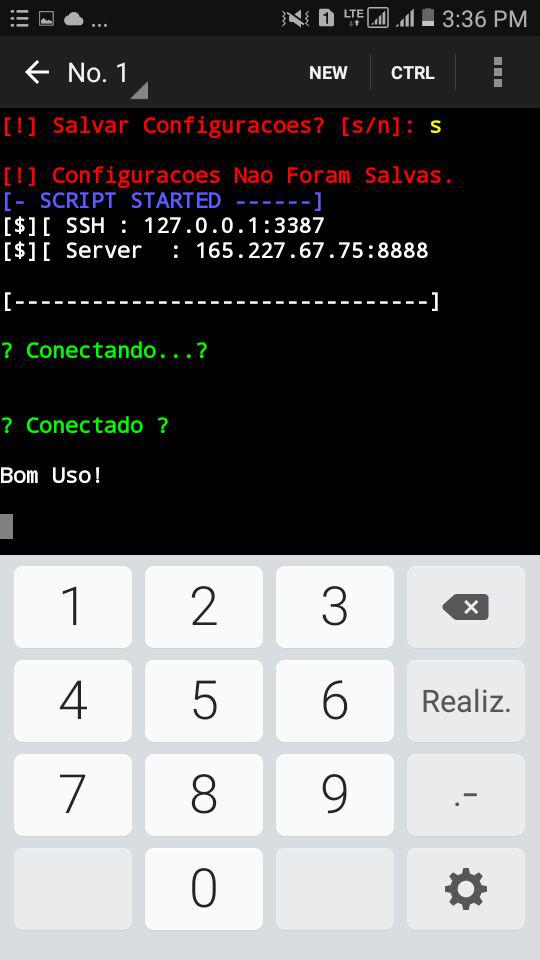 ... LTE 1 3:36 PM
No. 1 NEW CTRL
[!] Salvar Configuracoes? [s/n]: s
[!] Configuracoes Nao Foram Salvas.
[- SCRIPT STARTED ------]
[$][ SSH : 127.0.0.1:3387
[$][ Server  : 165.227.67.75:8888
[--------------------------------]
? Conectando...?
? Conectado ?
Bom Uso!
1 2 3
4 5 6 Realiz.
7 8 9 .-
0